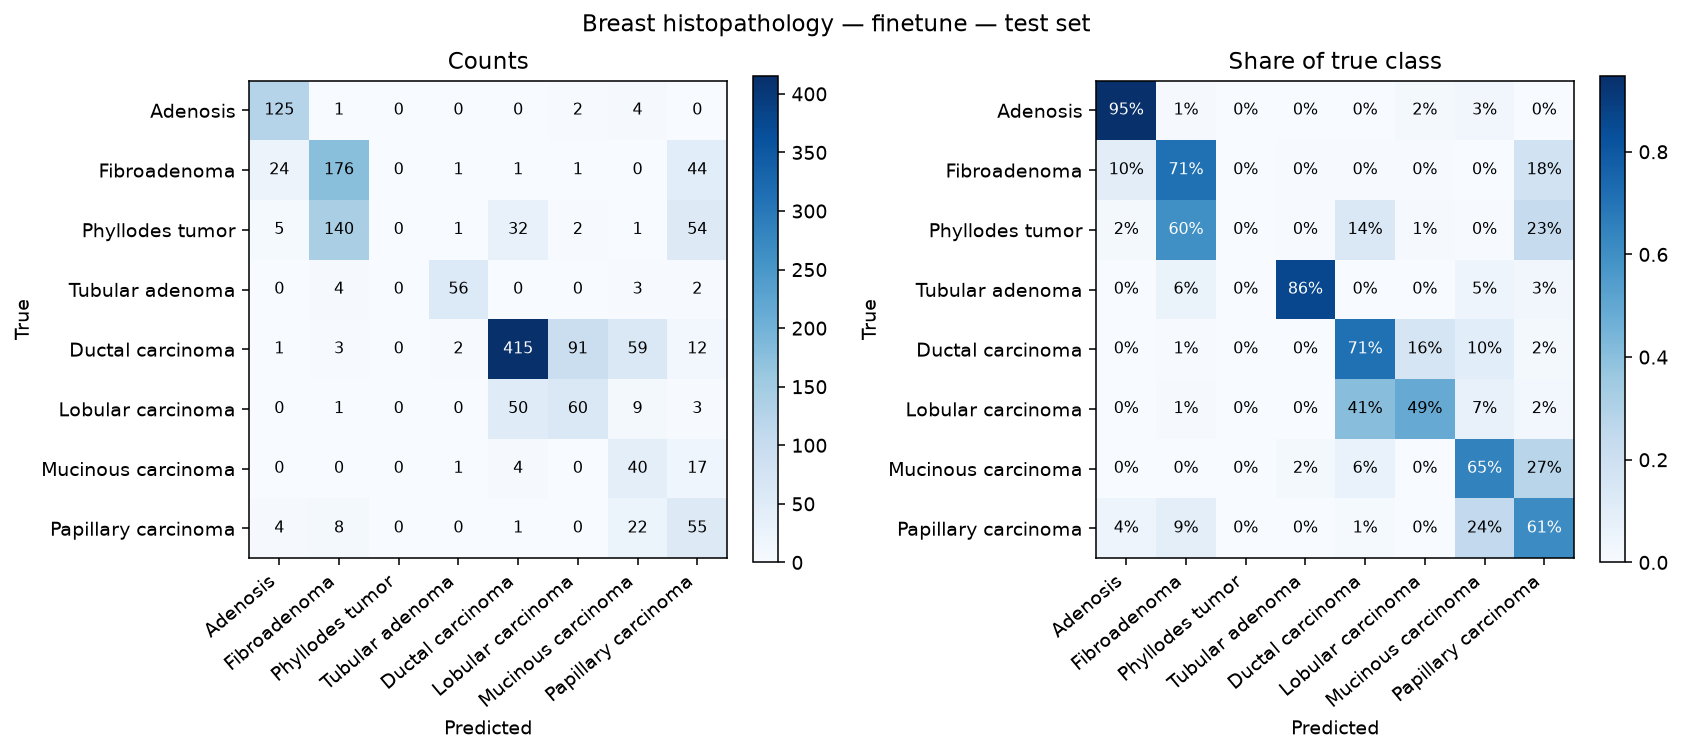 Breast histopathology — finetune — test set
Counts
True
Adenosis 125 1 0 0 0 2 4 0
Fibroadenoma 24 176 0 1 1 1 0 44
Phyllodes tumor 5 140 0 1 32 2 1 54
Tubular adenoma 0 4 0 56 0 0 3 2
Ductal carcinoma 1 3 0 2 415 91 59 12
Lobular carcinoma 0 1 0 0 50 60 9 3
Mucinous carcinoma 0 0 0 1 4 0 40 17
Papillary carcinoma 4 8 0 0 1 0 22 55
Adenosis
Fibroadenoma
Phyllodes tumor
Tubular adenoma
Ductal carcinoma
Lobular carcinoma
Mucinous carcinoma
Papillary carcinoma
Predicted
400
350
300
250
200
150
100
50
0
Share of true class
True
Adenosis 95% 1% 0% 0% 0% 2% 3% 0%
Fibroadenoma 10% 71% 0% 0% 0% 0% 0% 18%
Phyllodes tumor 2% 60% 0% 0% 14% 1% 0% 23%
Tubular adenoma 0% 6% 0% 86% 0% 0% 5% 3%
Ductal carcinoma 0% 1% 0% 0% 71% 16% 10% 2%
Lobular carcinoma 0% 1% 0% 0% 41% 49% 7% 2%
Mucinous carcinoma 0% 0% 0% 2% 6% 0% 65% 27%
Papillary carcinoma 4% 9% 0% 0% 1% 0% 24% 61%
Adenosis
Fibroadenoma
Phyllodes tumor
Tubular adenoma
Ductal carcinoma
Lobular carcinoma
Mucinous carcinoma
Papillary carcinoma
Predicted
0.8
0.6
0.4
0.2
0.0